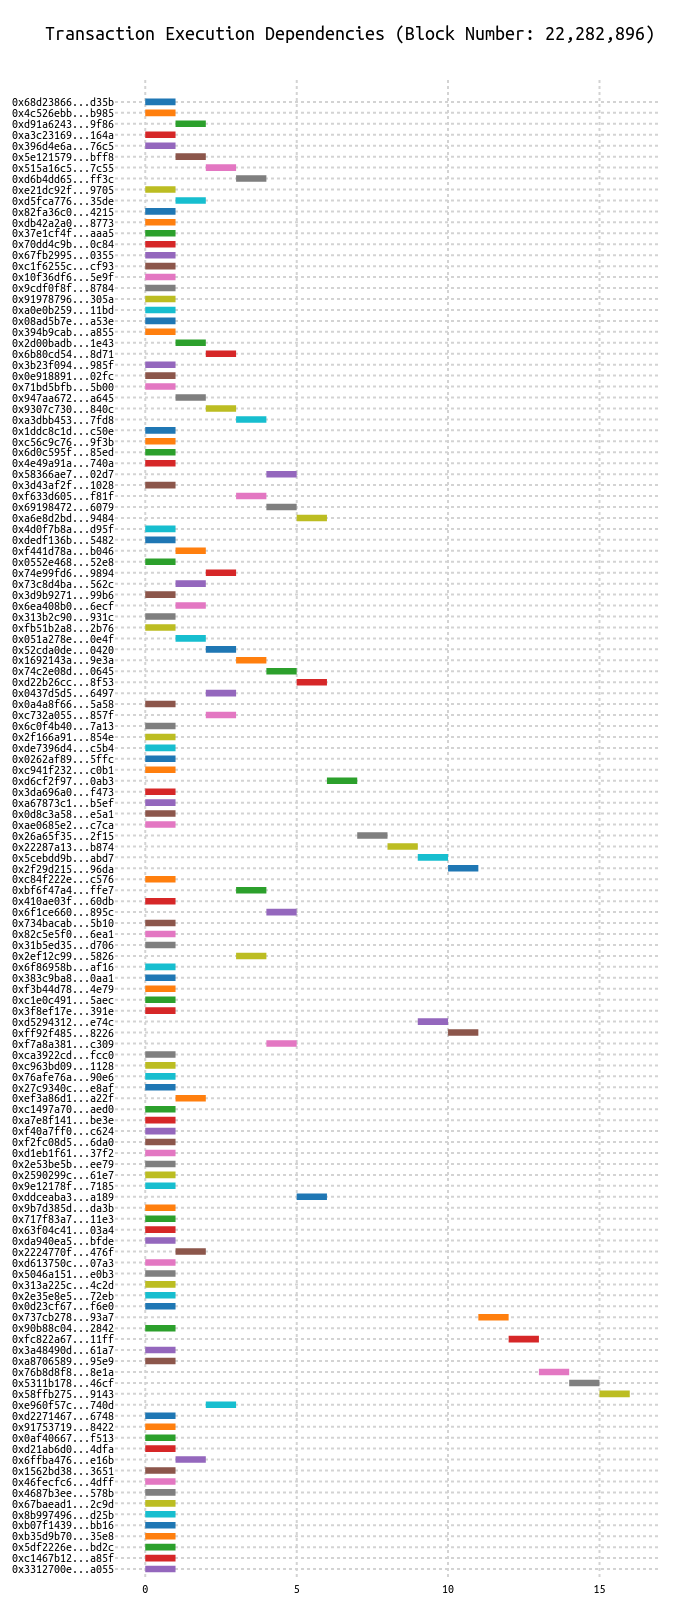 Transaction Execution Dependencies (Block Number: 22,282,896)
0x68d23866...d35b
0x4c526ebb...b985
0xd91a6243...9f86
0xa3c23169...164a
0x396d4e6a...76c5
0x5e121579...bff8
0x515a16c5...7c55
0xd6b4dd65...ff3c
0xe21dc92f...9705
0xd5fca776...35de
0x82fa36c0...4215
0xdb42a2a0...8773
0x37e1cf4f...aaa5
0x70dd4c9b...0c84
0x67fb2995...0355
0xc1f6255c...cf93
0x10f36df6...5e9f
0x9cdf0f8f...8784
0x91978796...305a
0xa0e0b259...11bd
0x08ad5b7e...a53e
0x394b9cab...a855
0x2d00badb...1e43
0x6b80cd54...8d71
0x3b23f094...985f
0x0e918891...02fc
0x71bd5bfb...5b00
0x947aa672...a645
0x9307c730...840c
0xa3dbb453...7fd8
0x1ddc8c1d...c50e
0xc56c9c76...9f3b
0x6d0c595f...85ed
0x4e49a91a...740a
0x58366ae7...02d7
0x3d43af2f...1028
0xf633d605...f81f
0x69198472...6079
0xa6e8d2bd...9484
0x4d0f7b8a...d95f
0xdedf136b...5482
0xf441d78a...b046
0x0552e468...52e8
0x74e99fd6...9894
0x73c8d4ba...562c
0x3d9b9271...99b6
0x6ea408b0...6ecf
0x313b2c90...931c
0xfb51b2a8...2b76
0x051a278e...0e4f
0x52cda0de...0420
0x1692143a...9e3a
0x74c2e08d...0645
0xd22b26cc...8f53
0x0437d5d5...6497
0x0a4a8f66...5a58
0xc732a055...857f
0x6c0f4b40...7a13
0x2f166a91...854e
0xde7396d4...c5b4
0x0262af89...5ffc
0xc941f232...c0b1
0xd6cf2f97...0ab3
0x3da696a0...f473
0xa67873c1...b5ef
0x0d8c3a58...e5a1
0xae0685e2...c7ca
0x26a65f35...2f15
0x22287a13...b874
0x5cebdd9b...abd7
0x2f29d215...96da
0xc84f222e...c576
0xbf6f47a4...ffe7
0x410ae03f...60db
0x6f1ce660...895c
0x734bacab...5b10
0x82c5e5f0...6ea1
0x31b5ed35...d706
0x2ef12c99...5826
0x6f86958b...af16
0x383c9ba8...0aa1
0xf3b44d78...4e79
0xc1e0c491...5aec
0x3f8ef17e...391e
0xd5294312...e74c
0xff92f485...8226
0xf7a8a381...c309
0xca3922cd...fcc0
0xc963bd09...1128
0x76afe76a...90e6
0x27c9340c...e8af
0xef3a86d1...a22f
0xc1497a70...aed0
0xa7e8f141...be3e
0xf40a7ff0...c624
0xf2fc08d5...6da0
0xd1eb1f61...37f2
0x2e53be5b...ee79
0x2590299c...61e7
0x9e12178f...7185
0xddceaba3...a189
0x9b7d385d...da3b
0x717f83a7...11e3
0x63f04c41...03a4
0xda940ea5...bfde
0x2224770f...476f
0xd613750c...07a3
0x5046a151...e0b3
0x313a225c...4c2d
0x2e35e8e5...72eb
0x0d23cf67...f6e0
0x737cb278...93a7
0x90b88c04...2842
0xfc822a67...11ff
0x3a48490d...61a7
0xa8706589...95e9
0x76b8d8f8...8e1a
0x5311b178...46cf
0x58ffb275...9143
0xe960f57c...740d
0xd2271467...6748
0x91753719...8422
0x0af40667...f513
0xd21ab6d0...4dfa
0x6ffba476...e16b
0x1562bd38...3651
0x46fecfc6...4dff
0x4687b3ee...578b
0x67baead1...2c9d
0x8b997496...d25b
0xb07f1439...bb16
0xb35d9b70...35e8
0x5df2226e...bd2c
0xc1467b12...a85f
0x3312700e...a055
0 5 10 15